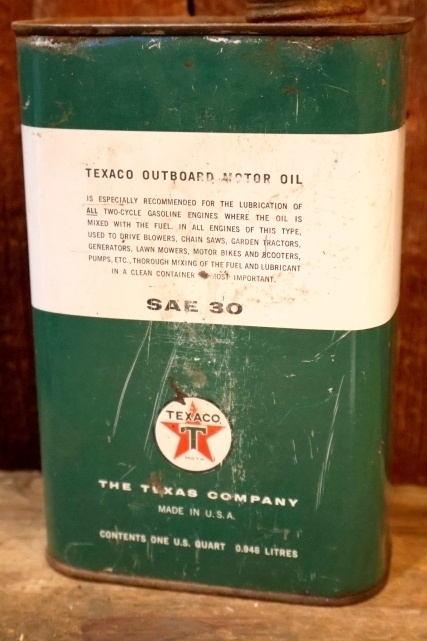 TEXACO OUTBOARD MOTOR OIL
IS ESPECIALLY RECOMMENDED FOR THE LUBRICATION OF
ALL TWO-CYCLE GASOLINE ENGINES WHERE THE OIL IS
MIXED WITH THE FUEL. IN ALL ENGINES OF THIS TYPE,
USED TO DRIVE BLOWERS, CHAIN SAWS, GARDEN TRACTORS,
GENERATORS, LAWN MOWERS, MOTOR BIKES AND SCOOTERS,
PUMPS, ETC., THOROUGH MIXING OF THE FUEL AND LUBRICANT
IN A CLEAN CONTAINER MOST IMPORTANT.
SAE 30
TEXACO
T
THE TEXAS COMPANY
MADE IN U.S.A.
CONTENTS ONE U.S. QUART 0.946 LITRES